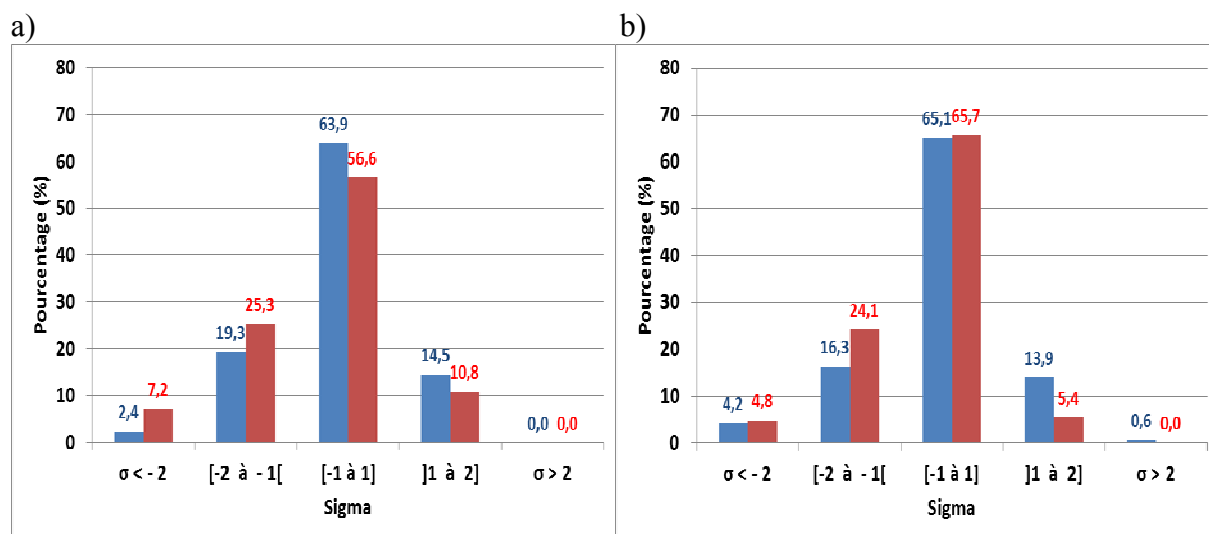 a)
Pourcentage (%)
80
70
60
50
40
30
20
10
0
2,4
7,2
19,3
25,3
63,9
56,6
14,5
10,8
0,0
0,0
σ < - 2
[-2 à - 1[
[-1 à 1]
]1 à 2]
σ > 2
Sigma
b)
Pourcentage (%)
80
70
60
50
40
30
20
10
0
4,2
4,8
16,3
24,1
65,1
65,7
13,9
5,4
0,6
0,0
σ < - 2
[-2 à - 1[
[-1 à 1]
]1 à 2]
σ > 2
Sigma